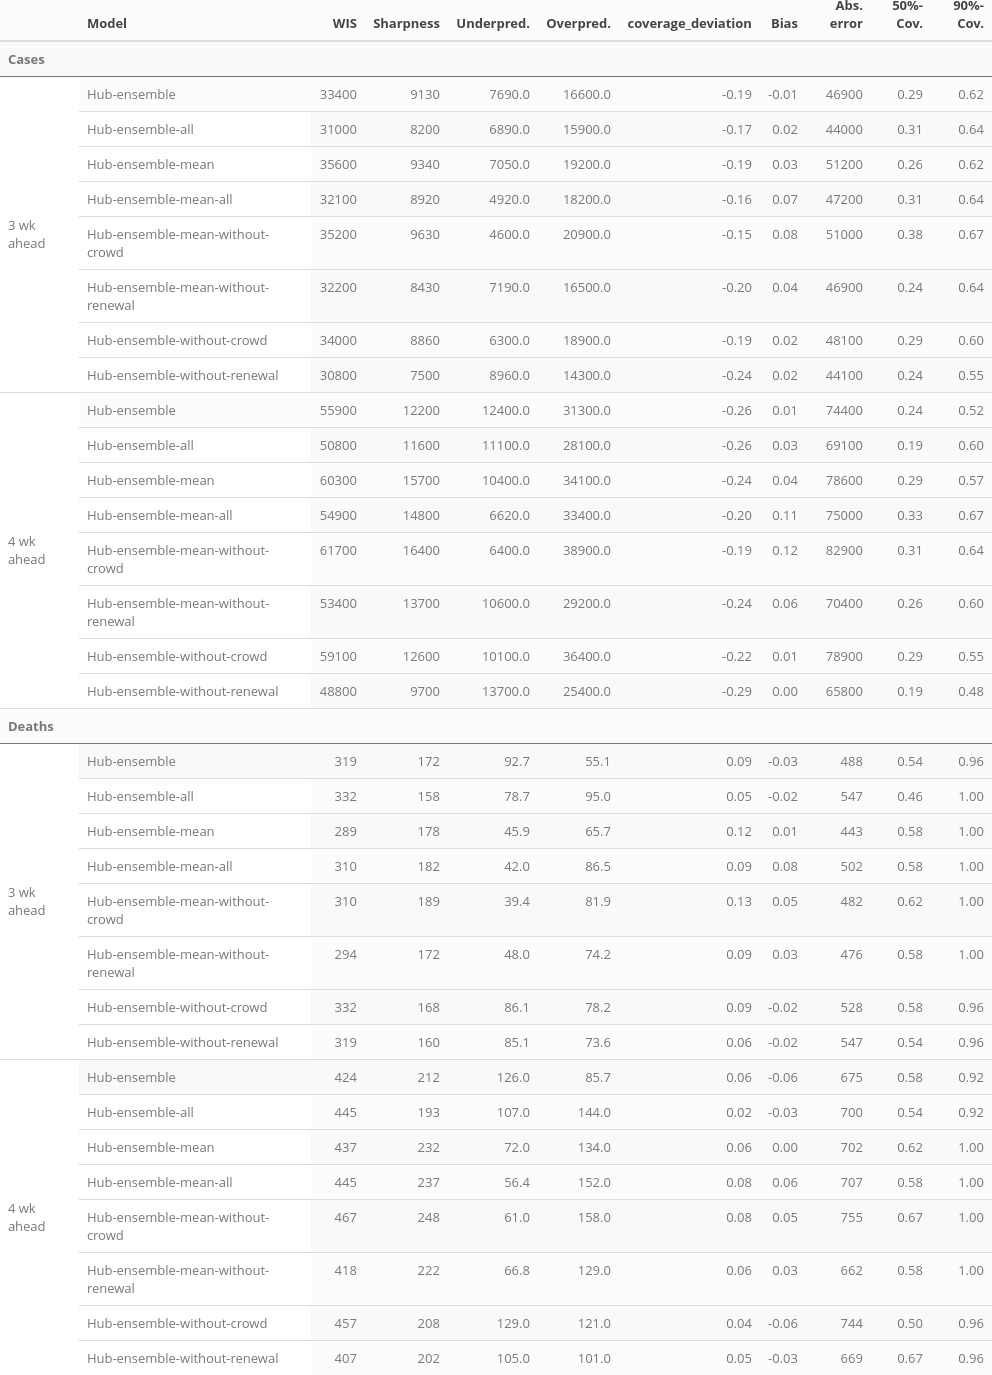 Model WIS Sharpness Underpred. Overpred. coverage_deviation Bias Abs. error 50%-Cov. 90%-Cov.
Cases
3 wk ahead
Hub-ensemble 33400 9130 7690.0 16600.0 -0.19 -0.01 46900 0.29 0.62
Hub-ensemble-all 31000 8200 6890.0 15900.0 -0.17 0.02 44000 0.31 0.64
Hub-ensemble-mean 35600 9340 7050.0 19200.0 -0.19 0.03 51200 0.26 0.62
Hub-ensemble-mean-all 32100 8920 4920.0 18200.0 -0.16 0.07 47200 0.31 0.64
Hub-ensemble-mean-without-crowd 35200 9630 4600.0 20900.0 -0.15 0.08 51000 0.38 0.67
Hub-ensemble-mean-without-renewal 32200 8430 7190.0 16500.0 -0.20 0.04 46900 0.24 0.64
Hub-ensemble-without-crowd 34000 8860 6300.0 18900.0 -0.19 0.02 48100 0.29 0.60
Hub-ensemble-without-renewal 30800 7500 8960.0 14300.0 -0.24 0.02 44100 0.24 0.55
4 wk ahead
Hub-ensemble 55900 12200 12400.0 31300.0 -0.26 0.01 74400 0.24 0.52
Hub-ensemble-all 50800 11600 11100.0 28100.0 -0.26 0.03 69100 0.19 0.60
Hub-ensemble-mean 60300 15700 10400.0 34100.0 -0.24 0.04 78600 0.29 0.57
Hub-ensemble-mean-all 54900 14800 6620.0 33400.0 -0.20 0.11 75000 0.33 0.67
Hub-ensemble-mean-without-crowd 61700 16400 6400.0 38900.0 -0.19 0.12 82900 0.31 0.64
Hub-ensemble-mean-without-renewal 53400 13700 10600.0 29200.0 -0.24 0.06 70400 0.26 0.60
Hub-ensemble-without-crowd 59100 12600 10100.0 36400.0 -0.22 0.01 78900 0.29 0.55
Hub-ensemble-without-renewal 48800 9700 13700.0 25400.0 -0.29 0.00 65800 0.19 0.48
Deaths
3 wk ahead
Hub-ensemble 319 172 92.7 55.1 0.09 -0.03 488 0.54 0.96
Hub-ensemble-all 332 158 78.7 95.0 0.05 -0.02 547 0.46 1.00
Hub-ensemble-mean 289 178 45.9 65.7 0.12 0.01 443 0.58 1.00
Hub-ensemble-mean-all 310 182 42.0 86.5 0.09 0.08 502 0.58 1.00
Hub-ensemble-mean-without-crowd 310 189 39.4 81.9 0.13 0.05 482 0.62 1.00
Hub-ensemble-mean-without-renewal 294 172 48.0 74.2 0.09 0.03 476 0.58 1.00
Hub-ensemble-without-crowd 332 168 86.1 78.2 0.09 -0.02 528 0.58 0.96
Hub-ensemble-without-renewal 319 160 85.1 73.6 0.06 -0.02 547 0.54 0.96
4 wk ahead
Hub-ensemble 424 212 126.0 85.7 0.06 -0.06 675 0.58 0.92
Hub-ensemble-all 445 193 107.0 144.0 0.02 -0.03 700 0.54 0.92
Hub-ensemble-mean 437 232 72.0 134.0 0.06 0.00 702 0.62 1.00
Hub-ensemble-mean-all 445 237 56.4 152.0 0.08 0.06 707 0.58 1.00
Hub-ensemble-mean-without-crowd 467 248 61.0 158.0 0.08 0.05 755 0.67 1.00
Hub-ensemble-mean-without-renewal 418 222 66.8 129.0 0.06 0.03 662 0.58 1.00
Hub-ensemble-without-crowd 457 208 129.0 121.0 0.04 -0.06 744 0.50 0.96
Hub-ensemble-without-renewal 407 202 105.0 101.0 0.05 -0.03 669 0.67 0.96